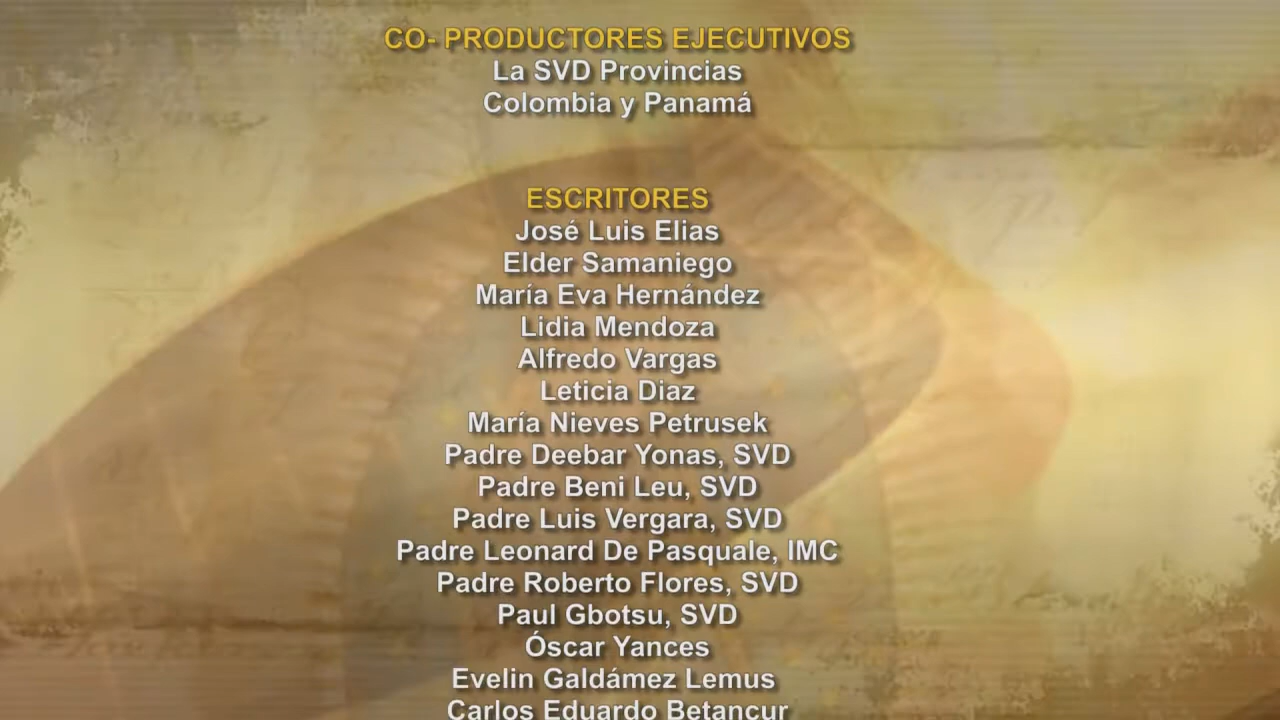 CO- PRODUCTORES EJECUTIVOS
La SVD Provincias
Colombia y Panamá
ESCRITORES
José Luis Elias
Elder Samaniego
María Eva Hernández
Lidia Mendoza
Alfredo Vargas
Leticia Diaz
María Nieves Petrusek
Padre Deebar Yonas, SVD
Padre Beni Leu, SVD
Padre Luis Vergara, SVD
Padre Leonard De Pasquale, IMC
Padre Roberto Flores, SVD
Paul Gbotsu, SVD
Óscar Yances
Evelin Galdámez Lemus
Carlos Eduardo Betancur